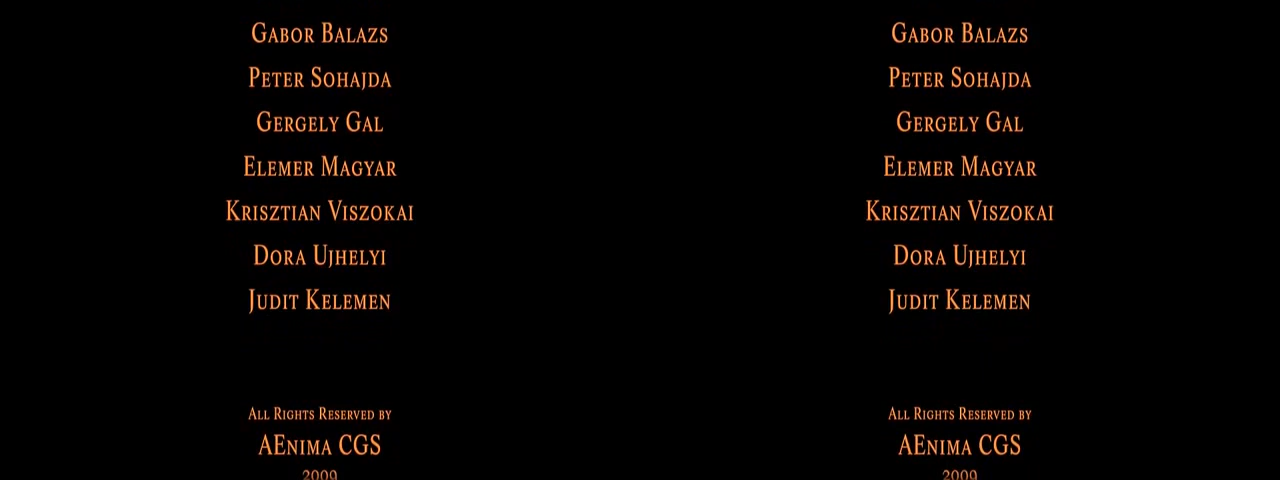 Gabor Balazs Gabor Balazs
Peter Sohajda Peter Sohajda
Gergely Gal Gergely Gal
Elemer Magyar Elemer Magyar
Krisztian Viszokai Krisztian Viszokai
Dora Ujhelyi Dora Ujhelyi
Judit Kelemen Judit Kelemen
All Rights Reserved by All Rights Reserved by
AEnima CGS AEnima CGS
2009 2009